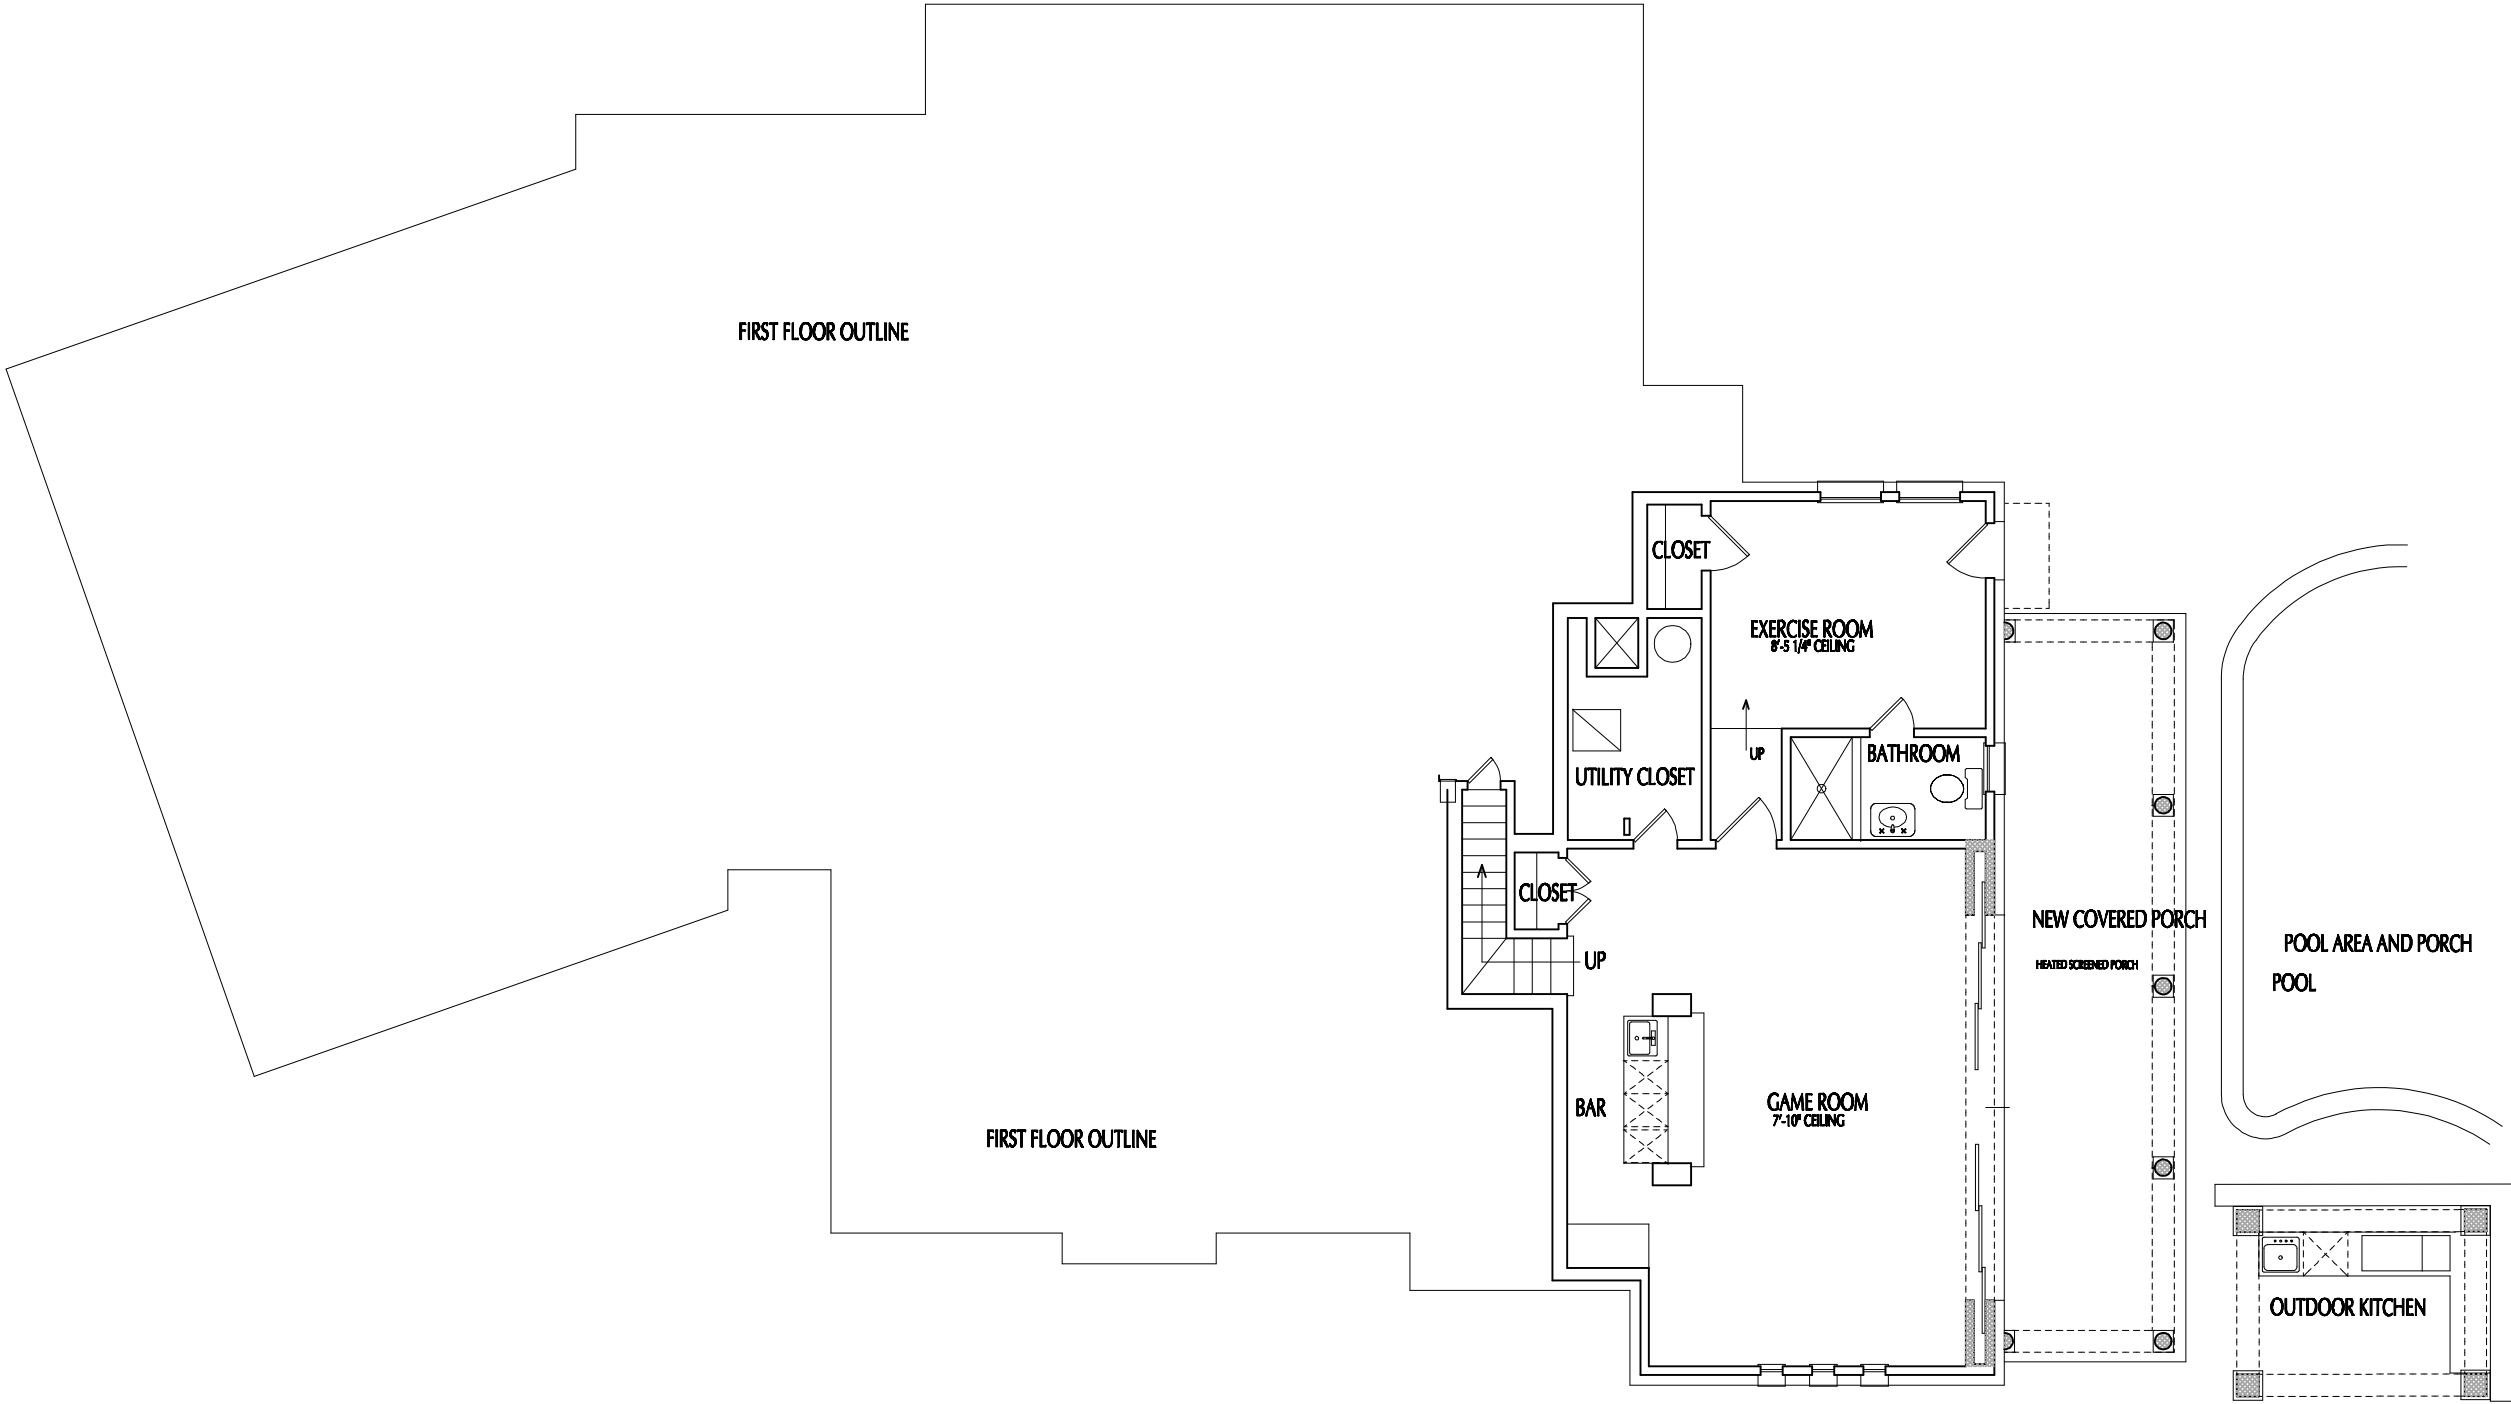 FIRST FLOOR OUTLINE
CLOSET
EXERCISE ROOM
8'-5 1/4" CEILING
UP
BATHROOM
UTILITY CLOSET
CLOSET
NEW COVERED PORCH
POOL AREA AND PORCH
UP
HEATED SCREENED PORCH
POOL
GAME ROOM
7'-10" CEILING
BAR
FIRST FLOOR OUTLINE
OUTDOOR KITCHEN